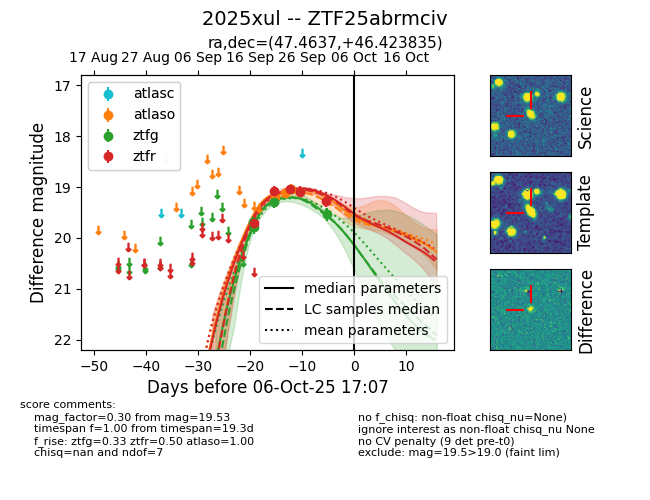 2025xul -- ZTF25abrmciv
ra,dec=(47.4637,+46.423835)
17 Aug 27 Aug 06 Sep 16 Sep 26 Sep 06 Oct 16 Oct
17
18
19
20
21
22
Difference magnitude
atlasc
atlaso
ztfg
ztfr
median parameters
LC samples median
mean parameters
−50 −40 −30 −20 −10 0 10
Days before 06-Oct-25 17:07
Science
Template
Difference
score comments:
mag_factor=0.30 from mag=19.53
timespan f=1.00 from timespan=19.3d
f_rise: ztfg=0.33 ztfr=0.50 atlaso=1.00
chisq=nan and ndof=7
no f_chisq: non-float chisq_nu=None)
ignore interest as non-float chisq_nu None
no CV penalty (9 det pre-t0)
exclude: mag=19.5>19.0 (faint lim)